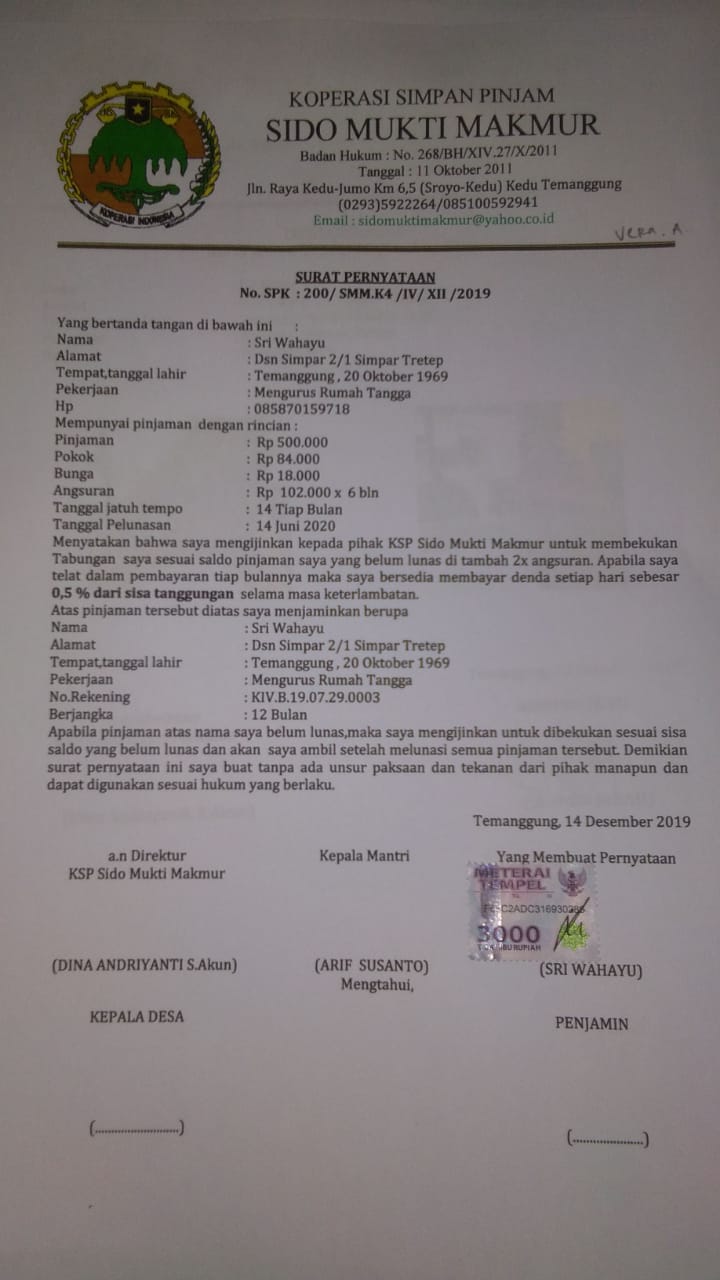 KOPERASI INDONESIA
KOPERASI SIMPAN PINJAM
SIDO MUKTI MAKMUR
Badan Hukum : No. 268/BH/XIV.27/X/2011
Tanggal : 11 Oktober 2011
Jln. Raya Kedu-Jumo Km 6,5 (Sroyo-Kedu) Kedu Temanggung
(0293)5922264/085100592941
Email : sidomuktimakmur@yahoo.co.id
Vera. A.
SURAT PERNYATAAN
No. SPK : 200/ SMM.K4 /IV/ XII /2019
Yang bertanda tangan di bawah ini :
Nama : Sri Wahayu
Alamat : Dsn Simpar 2/1 Simpar Tretep
Tempat,tanggal lahir : Temanggung , 20 Oktober 1969
Pekerjaan : Mengurus Rumah Tangga
Hp : 085870159718
Mempunyai pinjaman dengan rincian :
Pinjaman : Rp 500.000
Pokok : Rp 84.000
Bunga : Rp 18.000
Angsuran : Rp 102.000 x 6 bln
Tanggal jatuh tempo : 14 Tiap Bulan
Tanggal Pelunasan : 14 Juni 2020
Menyatakan bahwa saya mengijinkan kepada pihak KSP Sido Mukti Makmur untuk membekukan
Tabungan saya sesuai saldo pinjaman saya yang belum lunas di tambah 2x angsuran. Apabila saya
telat dalam pembayaran tiap bulannya maka saya bersedia membayar denda setiap hari sebesar
0,5 % dari sisa tanggungan selama masa keterlambatan.
Atas pinjaman tersebut diatas saya menjaminkan berupa
Nama : Sri Wahayu
Alamat : Dsn Simpar 2/1 Simpar Tretep
Tempat,tanggal lahir : Temanggung , 20 Oktober 1969
Pekerjaan : Mengurus Rumah Tangga
No.Rekening : KIV.B.19.07.29.0003
Berjangka : 12 Bulan
Apabila pinjaman atas nama saya belum lunas,maka saya mengijinkan untuk dibekukan sesuai sisa
saldo yang belum lunas dan akan saya ambil setelah melunasi semua pinjaman tersebut. Demikian
surat pernyataan ini saya buat tanpa ada unsur paksaan dan tekanan dari pihak manapun dan
dapat digunakan sesuai hukum yang berlaku.
Temanggung, 14 Desember 2019
a.n Direktur Kepala Mantri Yang Membuat Pernyataan
KSP Sido Mukti Makmur
METERAI
TEMPEL
3000
(DINA ANDRIYANTI S.Akun) (ARIF SUSANTO) (SRI WAHAYU)
Mengtahui,
KEPALA DESA PENJAMIN
(..........................) (......................)